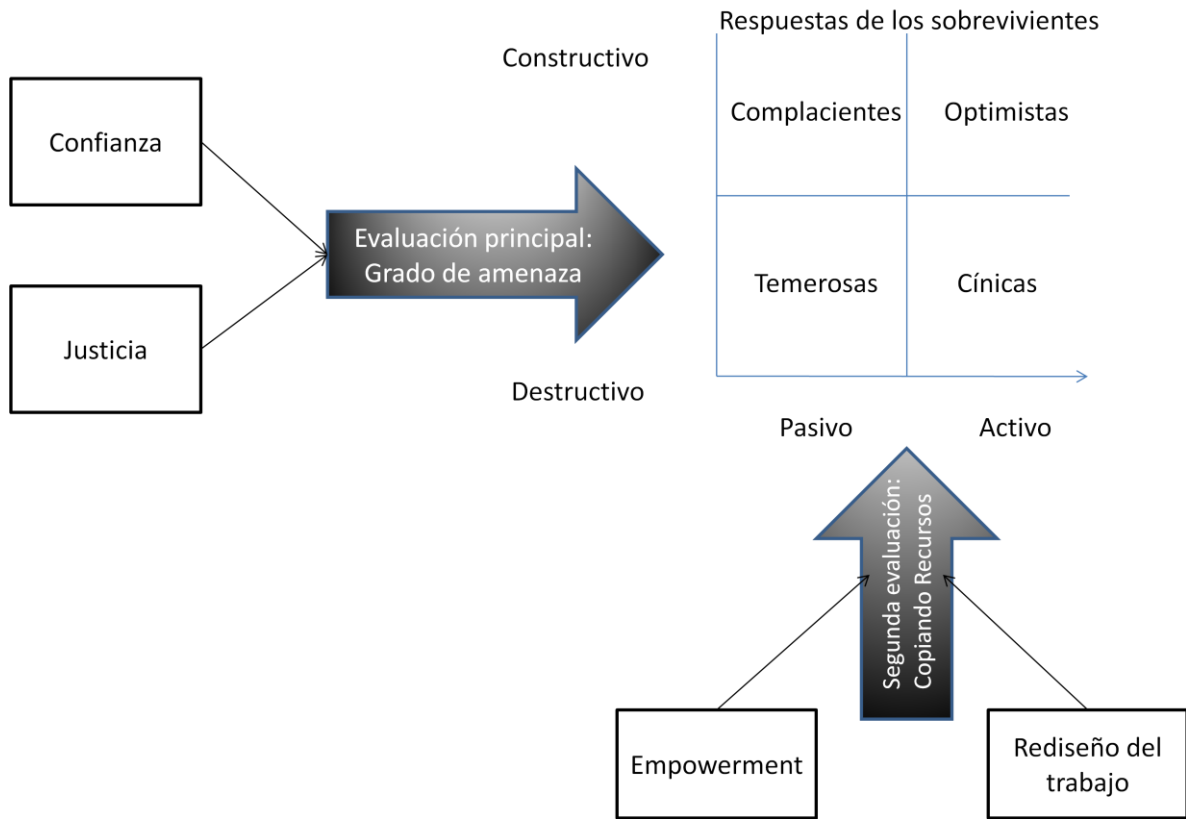 Respuestas de los sobrevivientes
Constructivo
Confianza
Complacientes
Optimistas
Evaluación principal:
Grado de amenaza
Justicia
Temerosas
Cínicas
Destructivo
Pasivo
Activo
Segunda evaluación:
Copiando Recursos
Empowerment
Rediseño del
trabajo